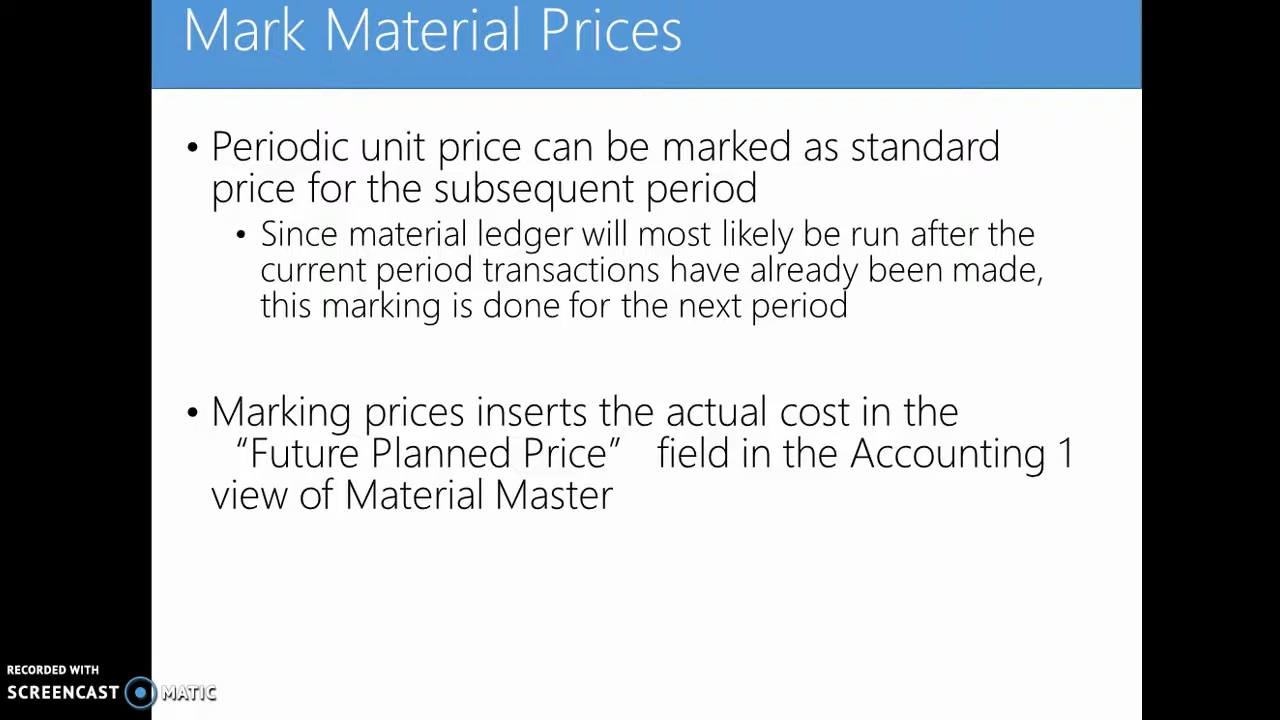 Mark Material Prices
• Periodic unit price can be marked as standard
price for the subsequent period
• Since material ledger will most likely be run after the
current period transactions have already been made,
this marking is done for the next period
• Marking prices inserts the actual cost in the
“Future Planned Price” field in the Accounting 1
view of Material Master
RECORDED WITH
SCREENCAST MATIC